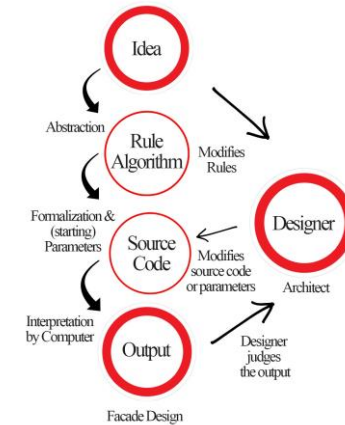 Idea
Abstraction
Rule
Algorithm
Modifies
Rules
Formalization &
(starting)
Parameters
Source
Code
Modifies
source code
or parameters
Designer
Architect
Interpretation
by Computer
Output
Designer
judges
the output
Facade Design